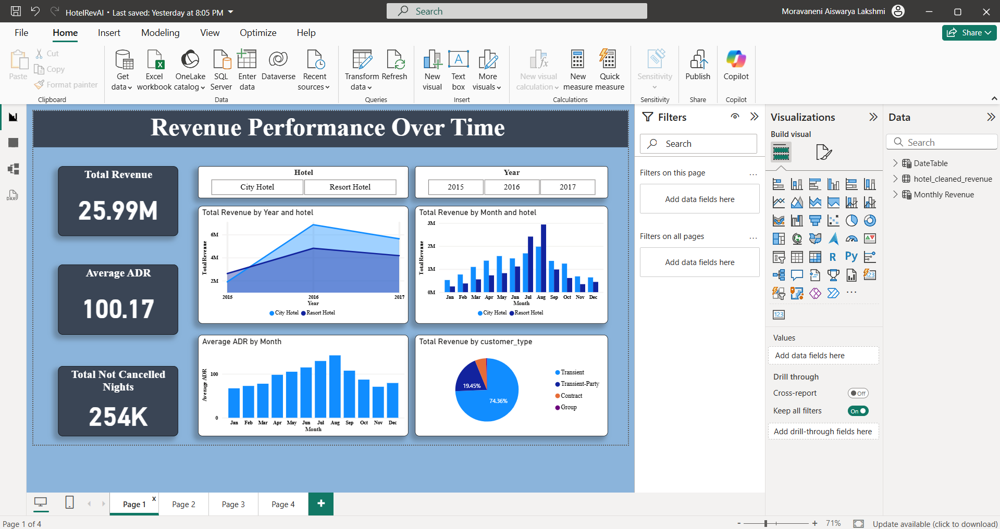 HotelRevAI • Last saved: Yesterday at 8:05 PM
Search
Moravaneni Aiswarya Lakshmi
File
Home
Insert
Modeling
View
Optimize
Help
Share
Paste
Cut
Copy
Format painter
Clipboard
Get data
Excel workbook
OneLake catalog
SQL Server
Enter data
Dataverse
Recent sources
Data
Transform data
Refresh
Queries
New visual
Text box
More visuals
Insert
New visual calculation
New measure
Quick measure
Calculations
Sensitivity
Sensitivity
Publish
Share
Copilot
Copilot
DAX
Revenue Performance Over Time
Total Revenue
25.99M
Average ADR
100.17
Total Not Cancelled
Nights
254K
Hotel
City Hotel
Resort Hotel
Year
2015
2016
2017
Total Revenue by Year and hotel
Total Revenue
6M
4M
2M
2015
2016
2017
Year
City Hotel
Resort Hotel
Total Revenue by Month and hotel
Total Revenue
3M
2M
1M
0M
Jan Feb Mar Apr May Jun Jul Aug Sep Oct Nov Dec
Month
City Hotel
Resort Hotel
Average ADR by Month
Average ADR
100
0
Jan Feb Mar Apr May Jun Jul Aug Sep Oct Nov Dec
Month
Total Revenue by customer_type
19.45%
74.36%
Transient
Transient-Party
Contract
Group
Filters
Search
Filters on this page
...
Add data fields here
Filters on all pages
...
Add data fields here
Visualizations
Build visual
R
Py
123
...
123
Values
Add data fields here
Drill through
Cross-report
Off
Keep all filters
On
Add drill-through fields here
Data
Search
DateTable
hotel_cleaned_revenue
Monthly Revenue
Page 1
x
Page 2
Page 3
Page 4
+
Page 1 of 4
-
+
71%
Update available (click to download)